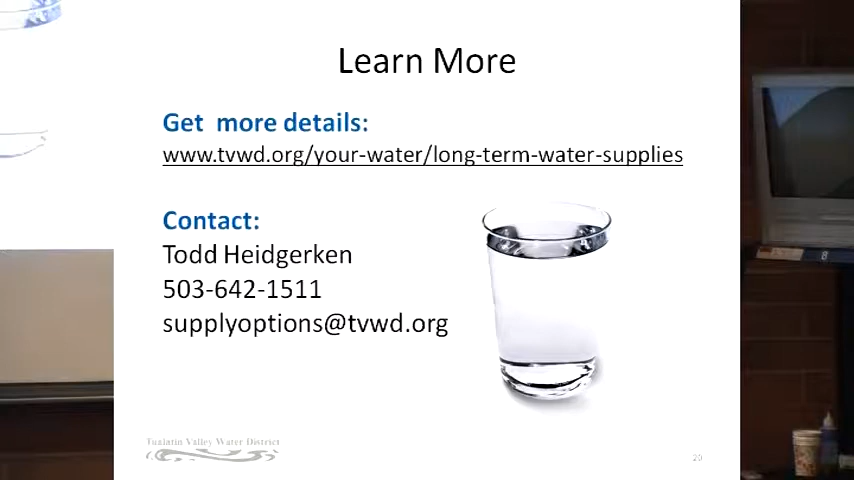 Learn More
Get  more details:
www.tvwd.org/your-water/long-term-water-supplies
Contact:
Todd Heidgerken
503-642-1511
supplyoptions@tvwd.org
Tualatin Valley Water District
20
8